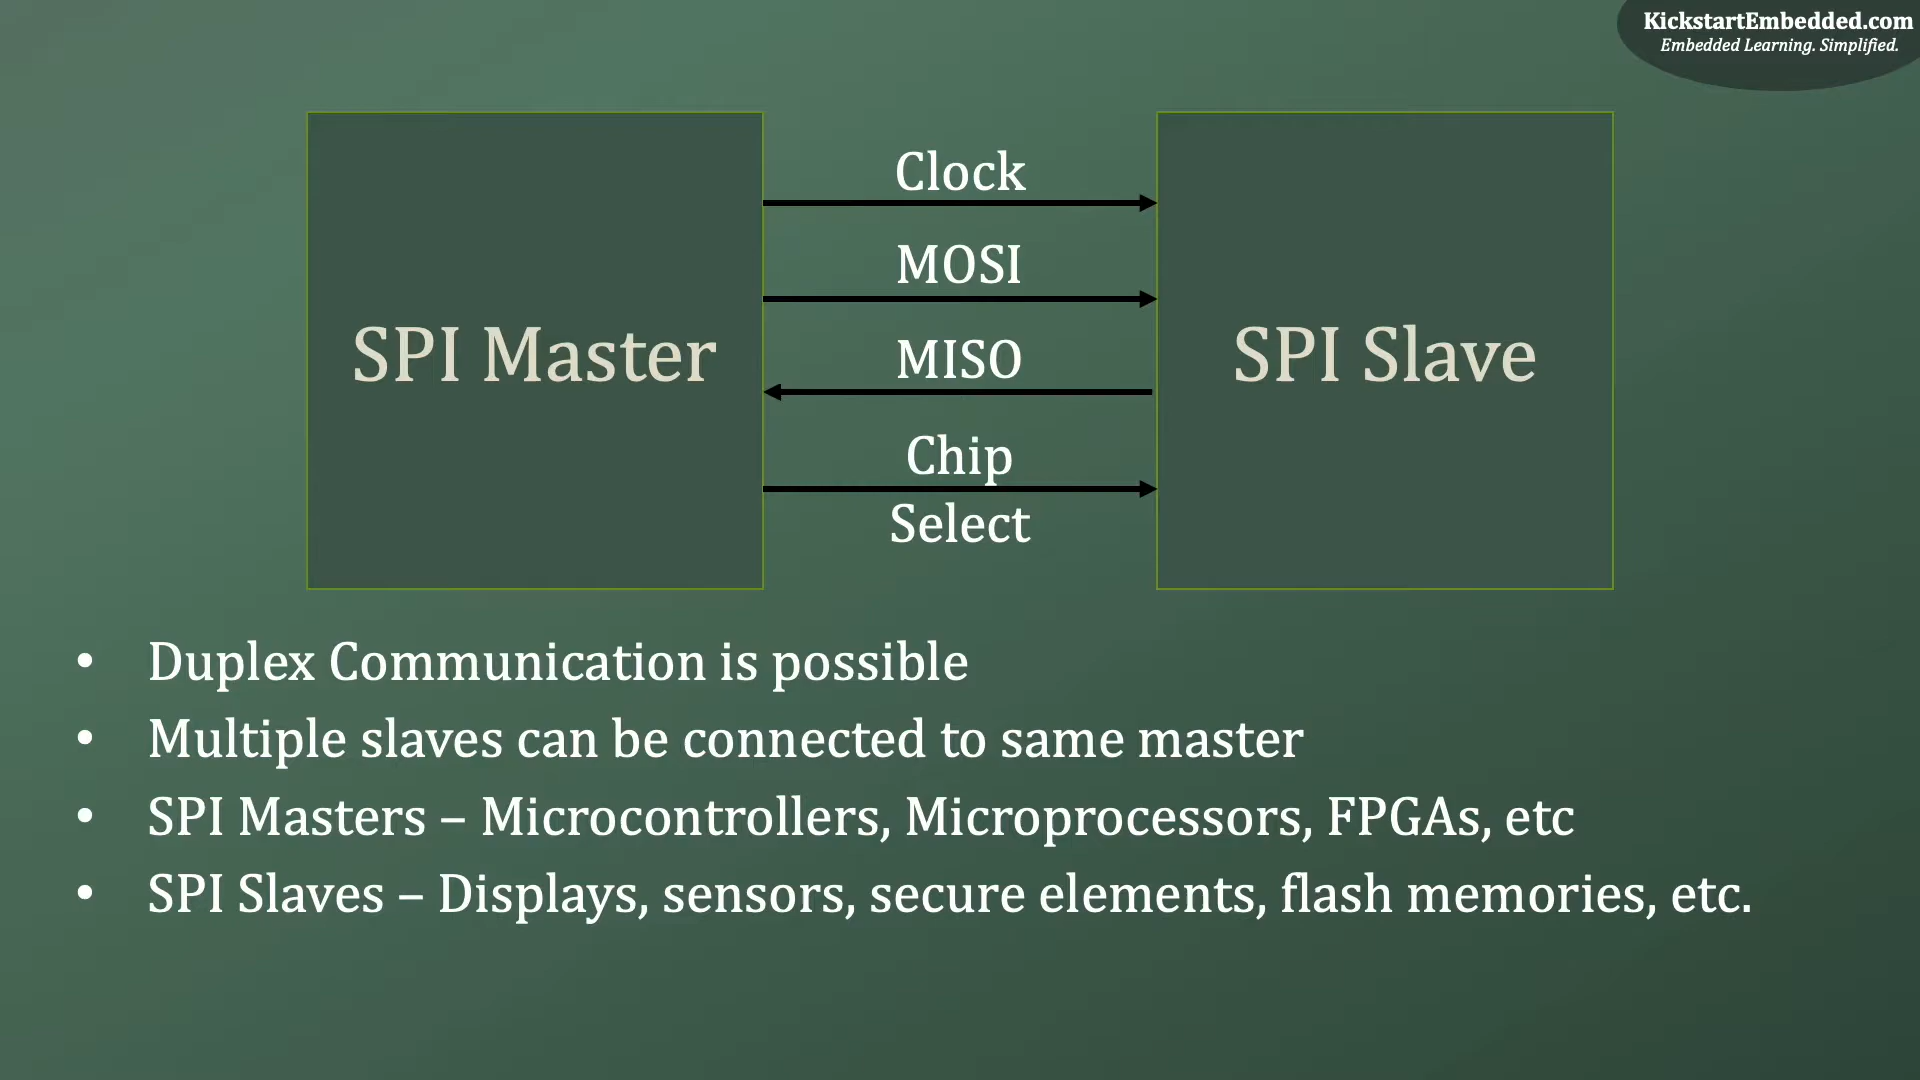 KickstartEmbedded.com
Embedded Learning. Simplified.
Clock
MOSI
SPI Master
MISO
SPI Slave
Chip
Select
• Duplex Communication is possible
• Multiple slaves can be connected to same master
• SPI Masters – Microcontrollers, Microprocessors, FPGAs, etc
• SPI Slaves – Displays, sensors, secure elements, flash memories, etc.